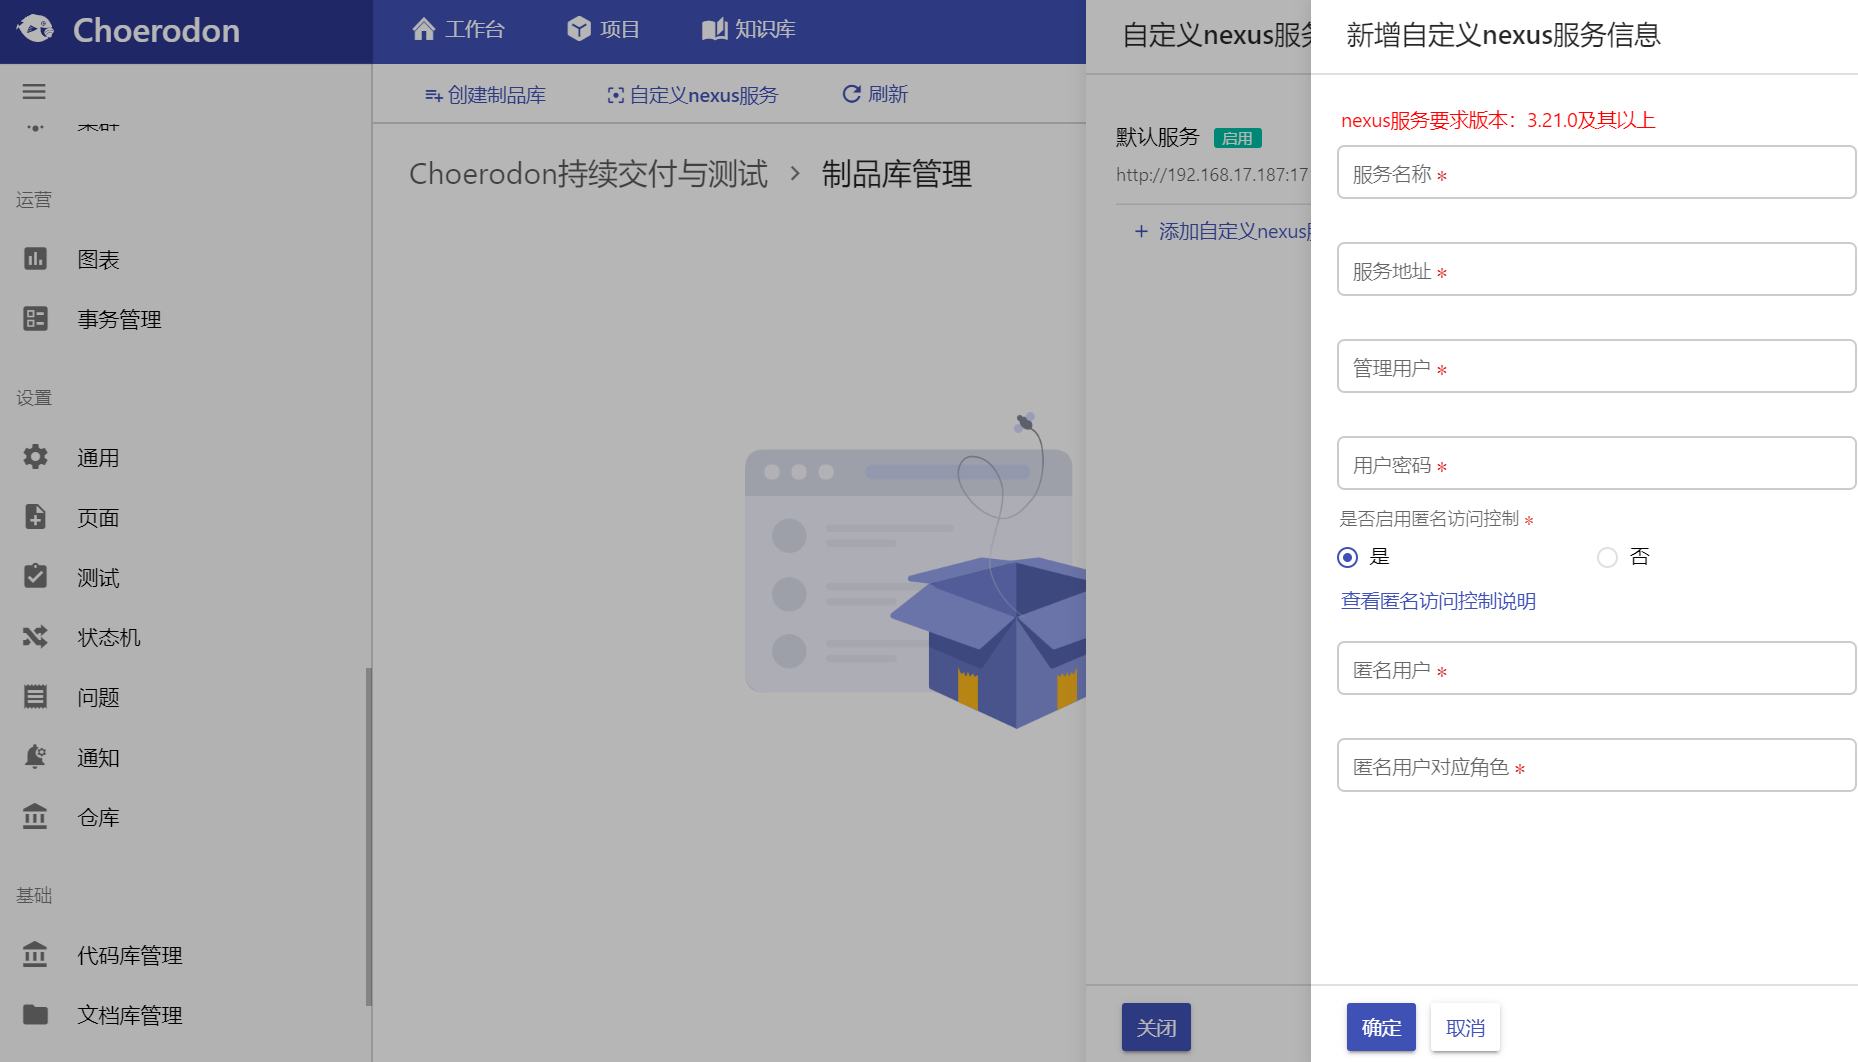 Choerodon
工作台
项目
知识库
创建制品库
自定义nexus服务
刷新
Choerodon持续交付与测试 > 制品库管理
集群
运营
图表
事务管理
设置
通用
页面
测试
状态机
问题
通知
仓库
基础
代码库管理
文档库管理
自定义nexus服务
默认服务 启用
http://192.168.17.187:17
+ 添加自定义nexus服
关闭
新增自定义nexus服务信息
nexus服务要求版本：3.21.0及其以上
服务名称 *
服务地址 *
管理用户 *
用户密码 *
是否启用匿名访问控制 *
是
否
查看匿名访问控制说明
匿名用户 *
匿名用户对应角色 *
确定
取消